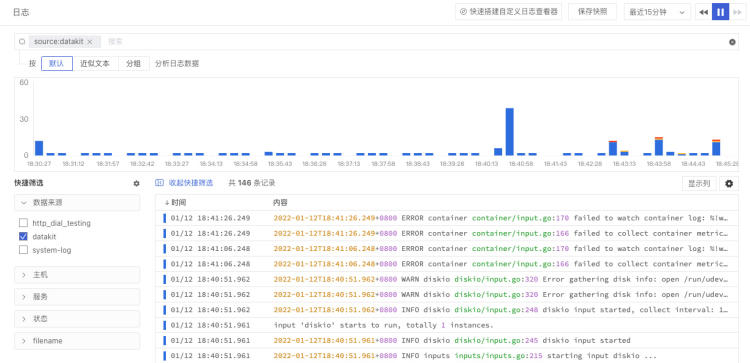 日志
快速搭建自定义日志查看器
保存快照
最近15分钟
source:datakit ×
搜索
按 默认 近似文本 分组 分析日志数据
60
30
0
18:30:27 18:31:12 18:31:57 18:32:42 18:33:27 18:34:13 18:34:58 18:35:43 18:36:28 18:37:13 18:37:58 18:38:43 18:39:28 18:40:13 18:40:58 18:41:43 18:42:28 18:43:13 18:43:58 18:44:43 18:45:28
快捷筛选
收起快捷筛选 共 146 条记录
显示列
数据来源
http_dial_testing
datakit
system-log
主机
服务
状态
filename
时间 内容
01/12 18:41:26.249 2022-01-12T18:41:26.249+0800 ERROR container container/input.go:170 failed to watch container log: %!w…
01/12 18:41:26.249 2022-01-12T18:41:26.249+0800 ERROR container container/input.go:166 failed to collect container metric…
01/12 18:41:06.248 2022-01-12T18:41:06.248+0800 ERROR container container/input.go:170 failed to watch container log: %!w…
01/12 18:41:06.248 2022-01-12T18:41:06.248+0800 ERROR container container/input.go:166 failed to collect container metric…
01/12 18:40:51.962 2022-01-12T18:40:51.962+0800 WARN diskio diskio/input.go:320 Error gathering disk info: open /run/udev…
01/12 18:40:51.962 2022-01-12T18:40:51.962+0800 WARN diskio diskio/input.go:320 Error gathering disk info: open /run/udev…
01/12 18:40:51.962 2022-01-12T18:40:51.962+0800 INFO diskio diskio/input.go:248 diskio input started, collect interval: 1…
01/12 18:40:51.961 input 'diskio' starts to run, totally 1 instances.
01/12 18:40:51.961 2022-01-12T18:40:51.961+0800 INFO diskio diskio/input.go:245 diskio input started
01/12 18:40:51.961 2022-01-12T18:40:51.961+0800 INFO inputs inputs/inputs.go:215 starting input diskio ...